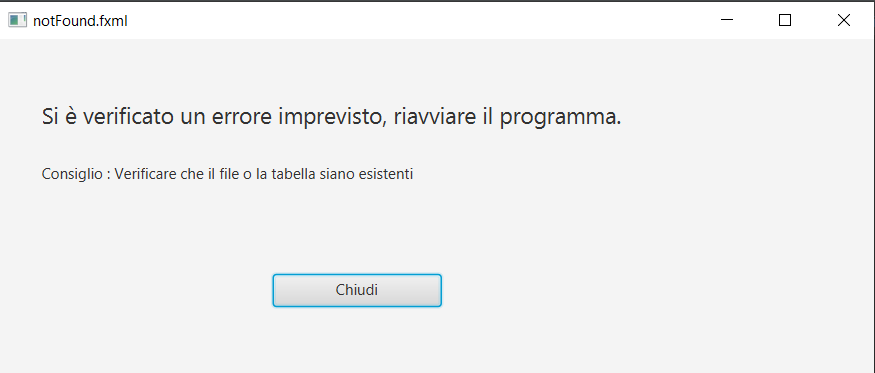 notFound.fxml
Si è verificato un errore imprevisto, riavviare il programma.
Consiglio : Verificare che il file o la tabella siano esistenti
Chiudi